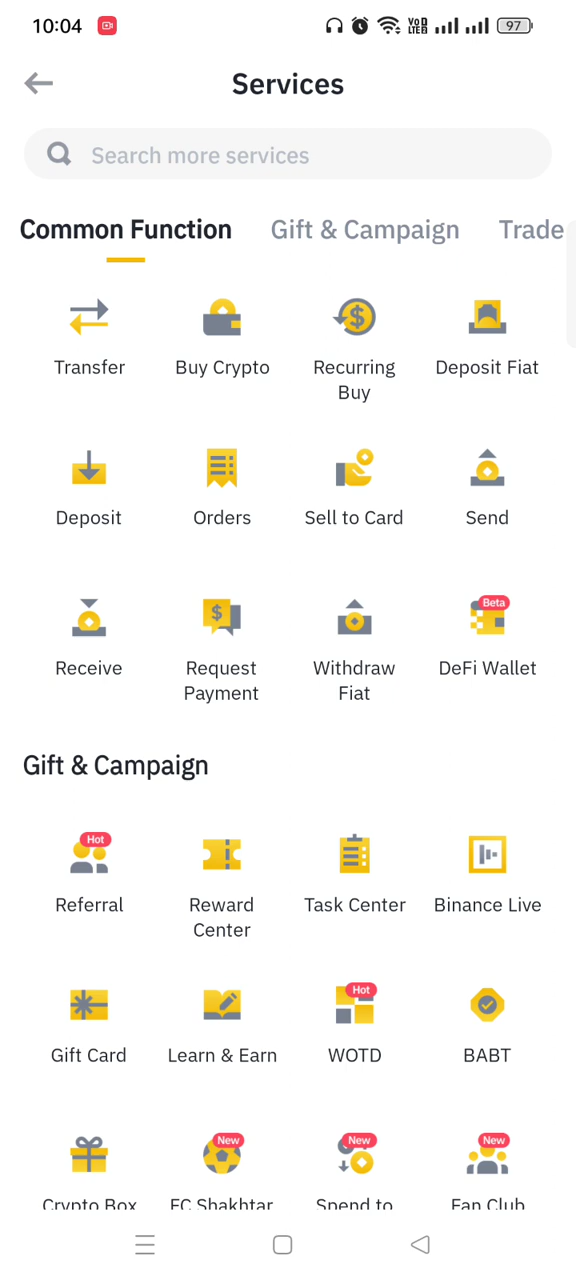 10:04
VoD LTE2
97
Services
Search more services
Common Function Gift & Campaign Trade
Transfer Buy Crypto Recurring Buy Deposit Fiat
Deposit Orders Sell to Card Send
Beta
Receive Request Payment Withdraw Fiat DeFi Wallet
Gift & Campaign
Hot
Referral Reward Center Task Center Binance Live
Hot
Gift Card Learn & Earn WOTD BABT
New New New
Crypto Box FC Shakhtar Spend to Fan Club